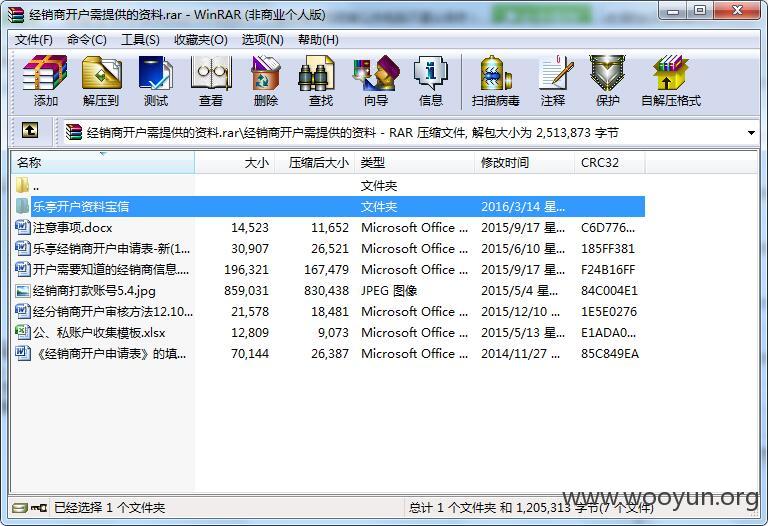 经销商开户需提供的资料.rar - WinRAR (非商业个人版)
文件(F) 命令(C) 工具(S) 收藏夹(O) 选项(N) 帮助(H)
添加 解压到 测试 查看 删除 查找 向导 信息 扫描病毒 注释 保护 自解压格式
经销商开户需提供的资料.rar\经销商开户需提供的资料 - RAR 压缩文件, 解包大小为 2,513,873 字节
名称 大小 压缩后大小 类型 修改时间 CRC32
.. 文件夹
乐亭开户资料宝信 文件夹 2016/3/14 星...
注意事项.docx 14,523 11,652 Microsoft Office ... 2015/9/17 星... C6D776...
乐亭经销商开户申请表-新(1... 30,907 26,521 Microsoft Office ... 2015/6/10 星... 185FF381
开户需要知道的经销商信息.... 196,321 167,479 Microsoft Office ... 2015/9/17 星... F24B16FF
经销商打款账号5.4.jpg 859,031 830,438 JPEG 图像 2015/5/4 星... 84C004E1
经分销商开户审核方法12.10... 21,578 18,481 Microsoft Office ... 2015/12/10 ... 1E5E0276
公、私账户收集模板.xlsx 12,809 9,073 Microsoft Office ... 2015/5/13 星... E1ADA0...
《经销商开户申请表》的填... 70,144 26,387 Microsoft Office ... 2014/11/27 ... 85C849EA
已经选择 1 个文件夹 总计 1 个文件夹 和 1,205,313 字节(7 个文件)
www.wooyun.org